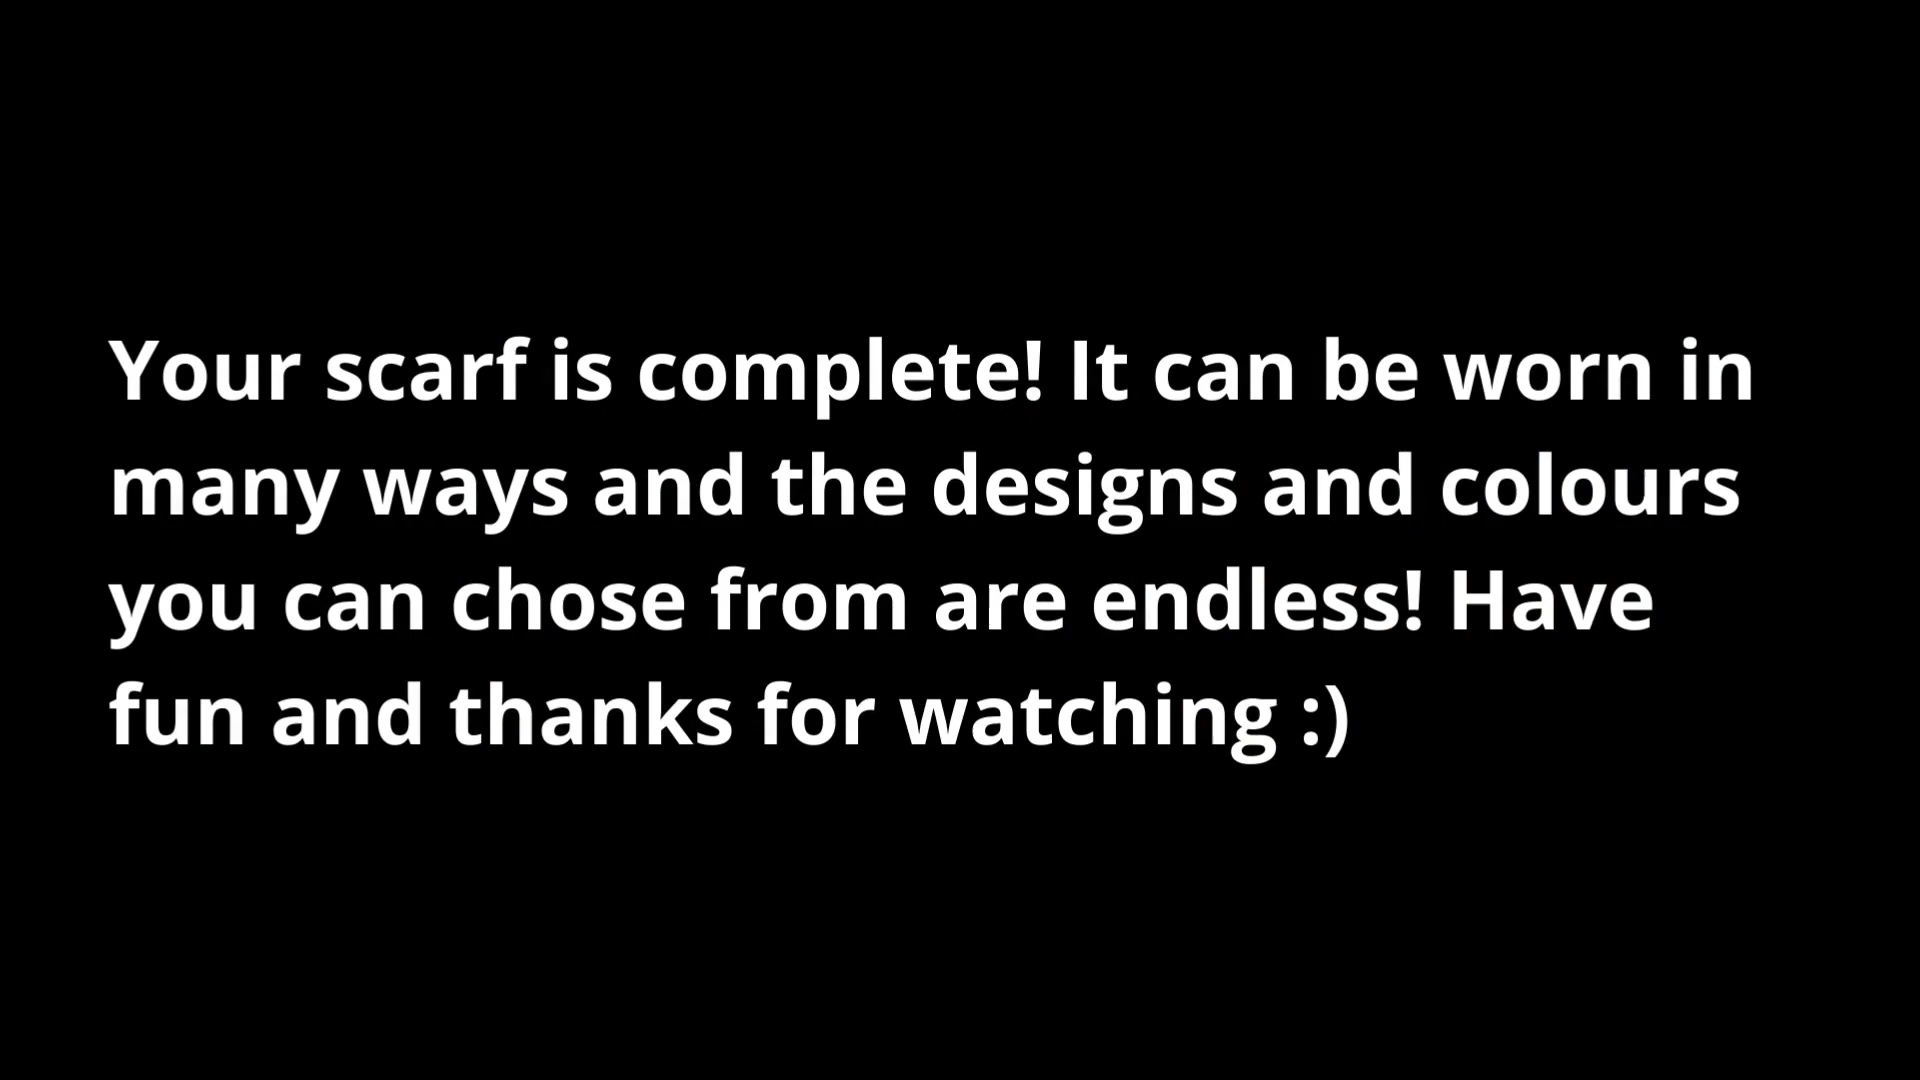 Your scarf is complete! It can be worn in
many ways and the designs and colours
you can chose from are endless! Have
fun and thanks for watching :)